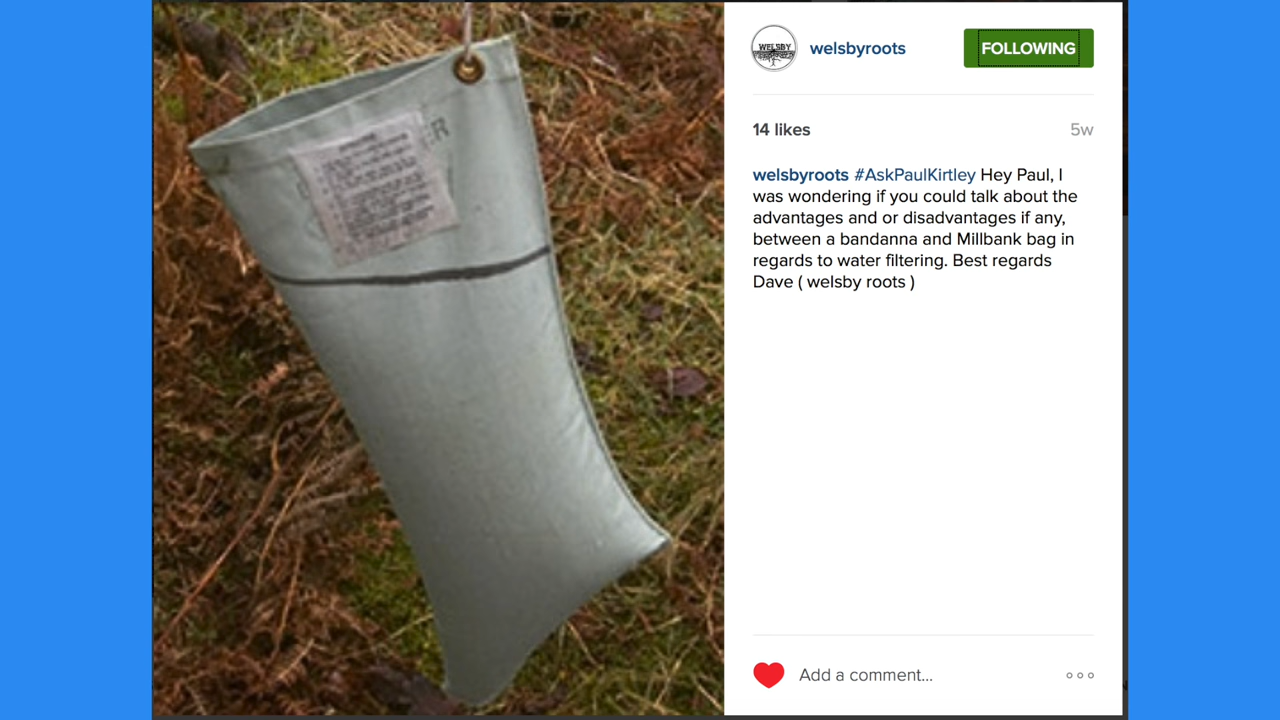 R
WELSBY
welsbyroots
FOLLOWING
14 likes
5w
welsbyroots #AskPaulKirtley Hey Paul, I
was wondering if you could talk about the
advantages and or disadvantages if any,
between a bandanna and Millbank bag in
regards to water filtering. Best regards
Dave ( welsby roots )
Add a comment...